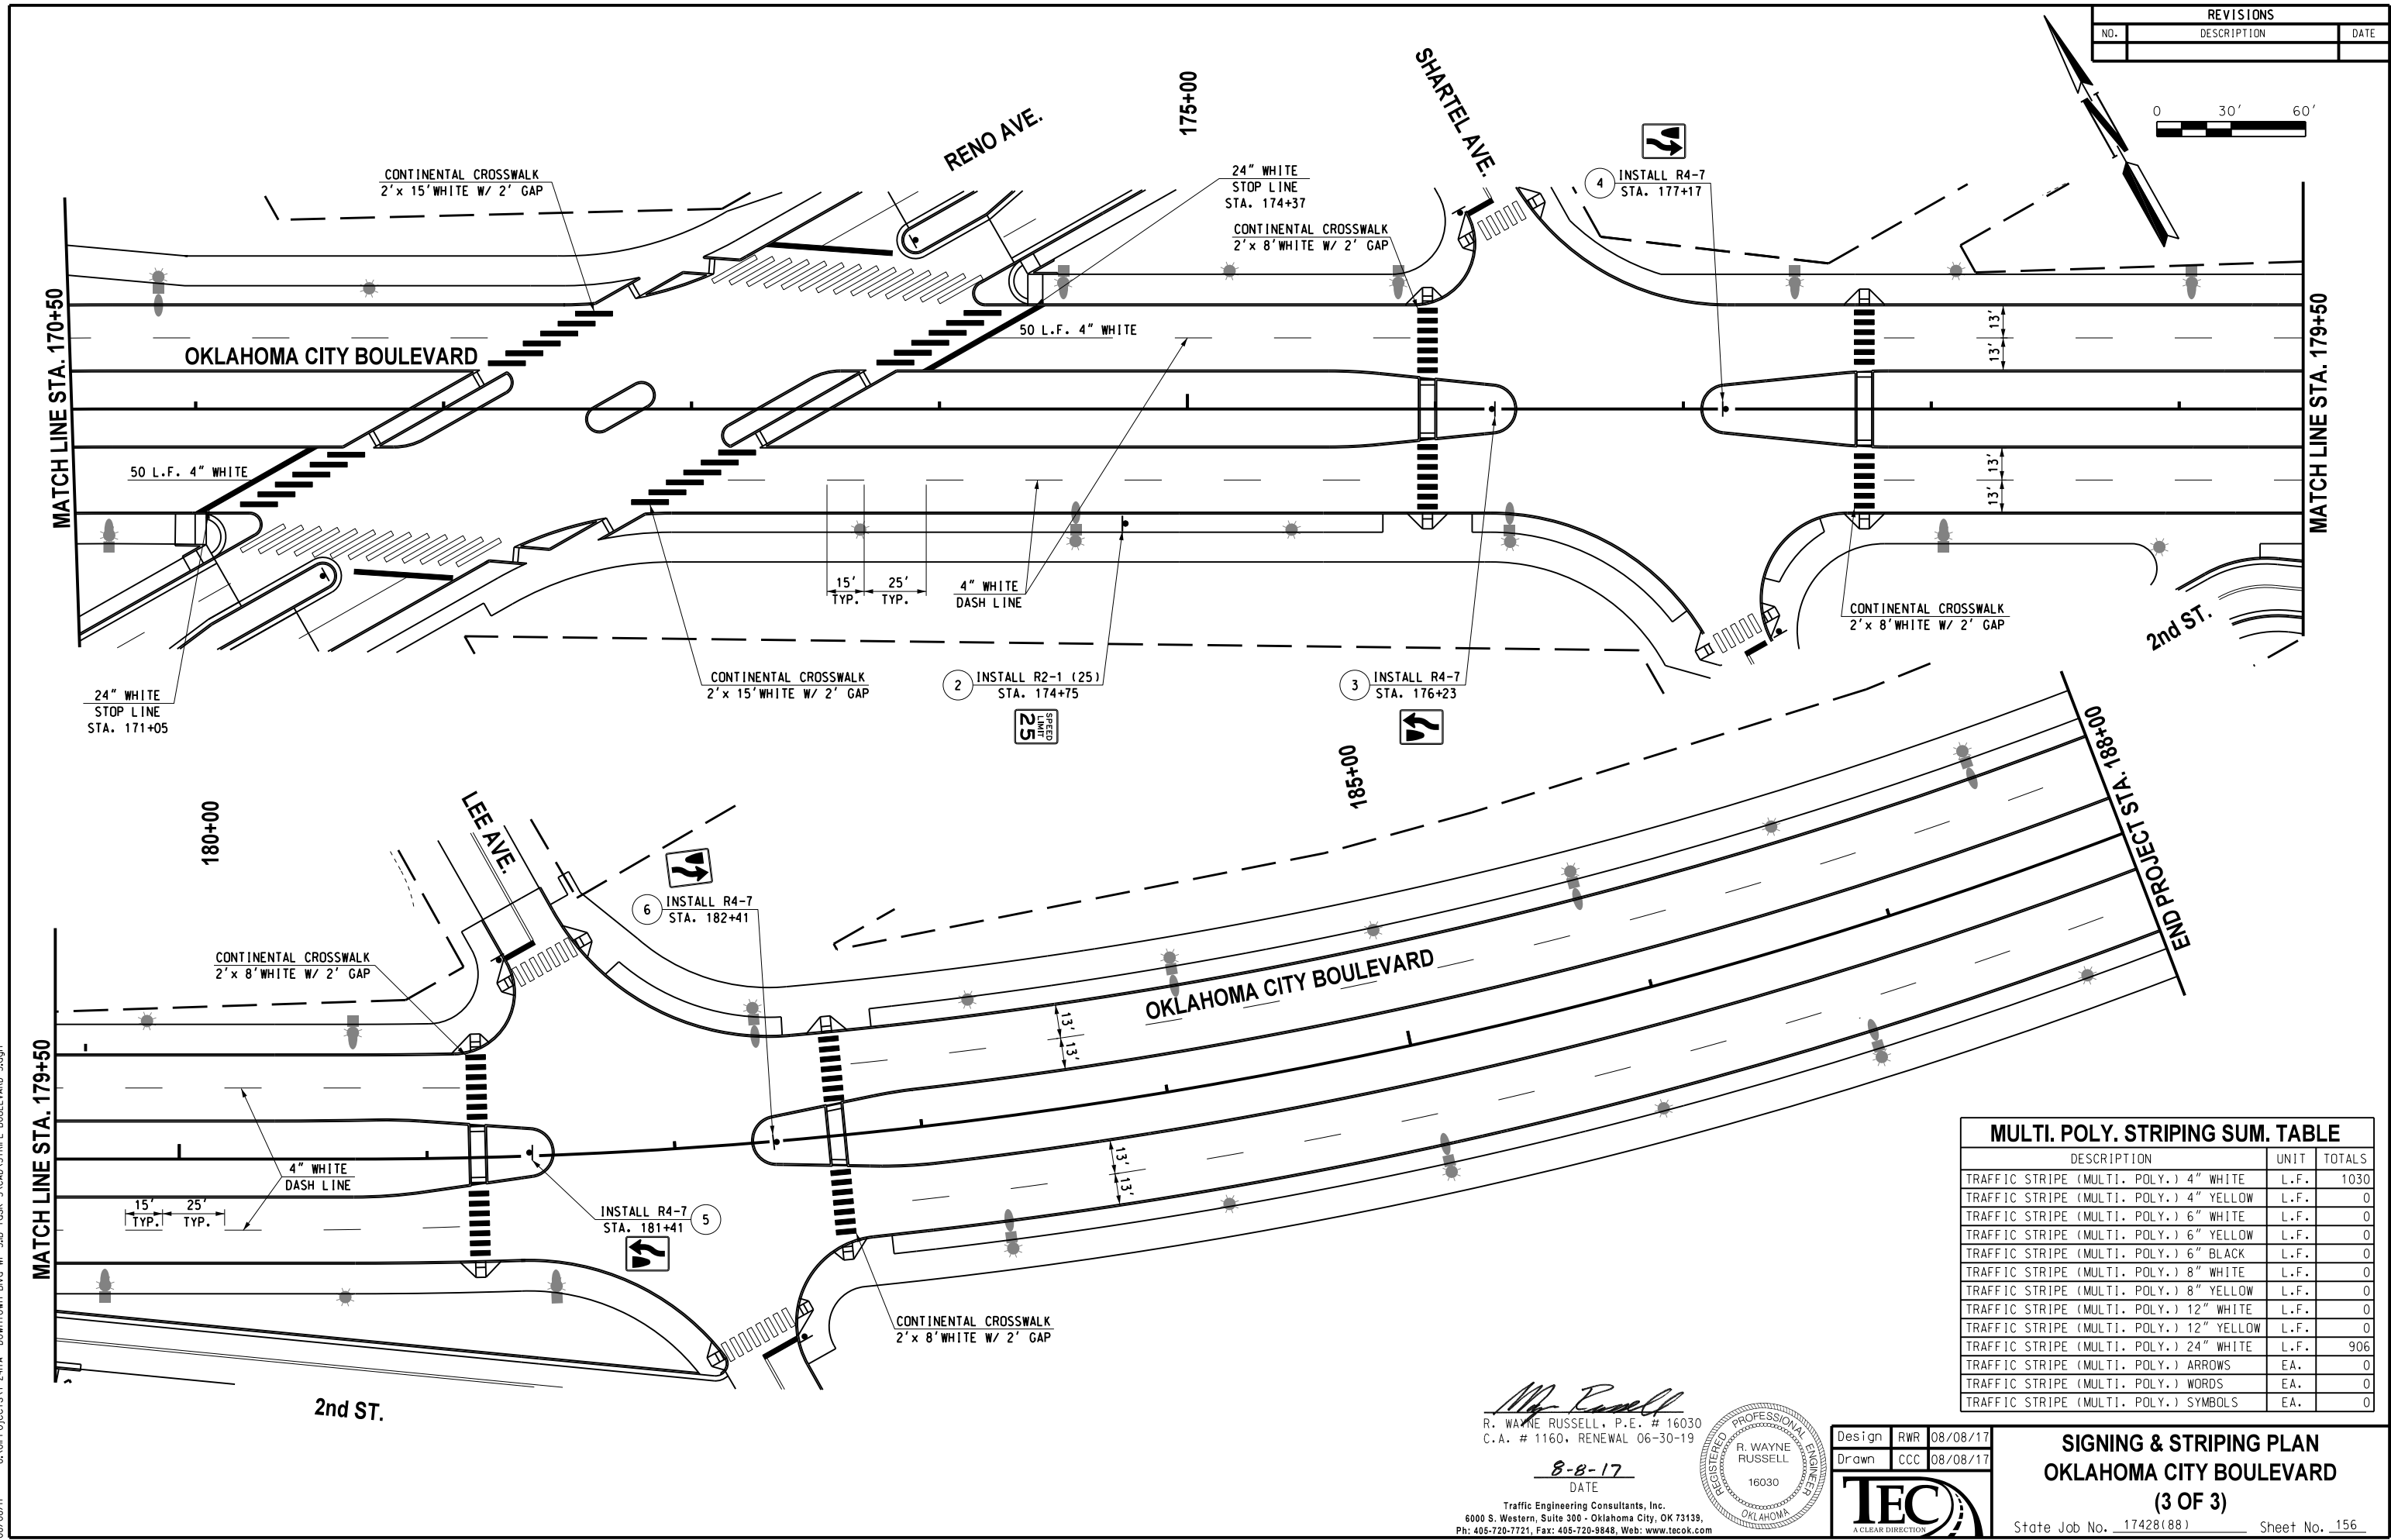 REVISIONS
NO. DESCRIPTION DATE
0 30' 60'
175+00
SHARTEL AVE.
RENO AVE.
CONTINENTAL CROSSWALK
2'x 15'WHITE W/ 2' GAP
24" WHITE
STOP LINE
STA. 174+37
CONTINENTAL CROSSWALK
2'x 8'WHITE W/ 2' GAP
4 INSTALL R4-7
STA. 177+17
MATCH LINE STA. 170+50
OKLAHOMA CITY BOULEVARD
50 L.F. 4" WHITE
13'
13'
MATCH LINE STA. 179+50
50 L.F. 4" WHITE
13'
13'
15' 25'
TYP. TYP.
4" WHITE
DASH LINE
CONTINENTAL CROSSWALK
2'x 8'WHITE W/ 2' GAP
2nd ST.
24" WHITE
STOP LINE
STA. 171+05
CONTINENTAL CROSSWALK
2'x 15'WHITE W/ 2' GAP
2 INSTALL R2-1 (25)
STA. 174+75
SPEED
LIMIT
25
3 INSTALL R4-7
STA. 176+23
180+00
LEE AVE.
185+00
END PROJECT STA. 188+00
6 INSTALL R4-7
STA. 182+41
CONTINENTAL CROSSWALK
2'x 8'WHITE W/ 2' GAP
OKLAHOMA CITY BOULEVARD
13'
13'
MATCH LINE STA. 179+50
4" WHITE
DASH LINE
15' 25'
TYP. TYP.
13'
13'
INSTALL R4-7 5
STA. 181+41
CONTINENTAL CROSSWALK
2'x 8'WHITE W/ 2' GAP
2nd ST.
MULTI. POLY. STRIPING SUM. TABLE
DESCRIPTION UNIT TOTALS
TRAFFIC STRIPE (MULTI. POLY.) 4" WHITE L.F. 1030
TRAFFIC STRIPE (MULTI. POLY.) 4" YELLOW L.F. 0
TRAFFIC STRIPE (MULTI. POLY.) 6" WHITE L.F. 0
TRAFFIC STRIPE (MULTI. POLY.) 6" YELLOW L.F. 0
TRAFFIC STRIPE (MULTI. POLY.) 6" BLACK L.F. 0
TRAFFIC STRIPE (MULTI. POLY.) 8" WHITE L.F. 0
TRAFFIC STRIPE (MULTI. POLY.) 8" YELLOW L.F. 0
TRAFFIC STRIPE (MULTI. POLY.) 12" WHITE L.F. 0
TRAFFIC STRIPE (MULTI. POLY.) 12" YELLOW L.F. 0
TRAFFIC STRIPE (MULTI. POLY.) 24" WHITE L.F. 906
TRAFFIC STRIPE (MULTI. POLY.) ARROWS EA. 0
TRAFFIC STRIPE (MULTI. POLY.) WORDS EA. 0
TRAFFIC STRIPE (MULTI. POLY.) SYMBOLS EA. 0
R. WAYNE RUSSELL, P.E. # 16030
C.A. # 1160, RENEWAL 06-30-19
8-8-17
DATE
Traffic Engineering Consultants, Inc.
6000 S. Western, Suite 300 - Oklahoma City, OK 73139,
Ph: 405-720-7721, Fax: 405-720-9848, Web: www.tecok.com
REGISTERED PROFESSIONAL ENGINEER
R. WAYNE
RUSSELL
16030
OKLAHOMA
Design RWR 08/08/17
Drawn CCC 08/08/17
TEC
A CLEAR DIRECTION
SIGNING & STRIPING PLAN
OKLAHOMA CITY BOULEVARD
(3 OF 3)
State Job No. 17428(88) Sheet No. 156